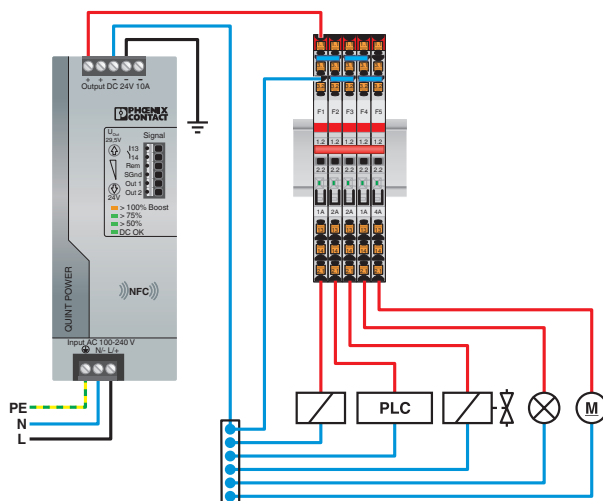 + + − − −
Output DC 24V 10A
PHŒNIX
CONTACT
UOut
29,5V
24V
Signal
13
14
Rem
SGnd
Out 1
Out 2
> 100% Boost
> 75%
> 50%
DC OK
QUINT POWER
NFC
Input AC 100-240 V
N/- L/+
PE
N
L
F1 F2 F3 F4 F5
1.2 1.2 1.2 1.2 1.2
2.2 2.2 2.2 2.2 2.2
1A 2A 2A 1A 4A
PLC
M